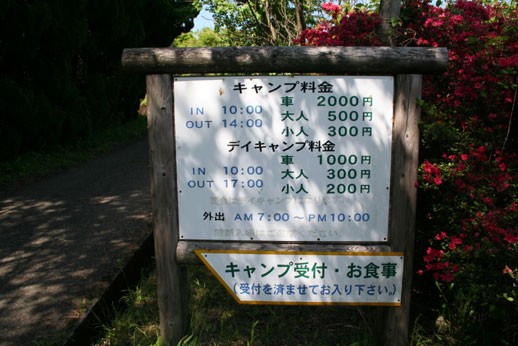 キャンプ料金
IN 10:00 車 2000円
OUT 14:00 大人 500円
小人 300円
デイキャンプ料金
IN 10:00 車 1000円
OUT 17:00 大人 300円
小人 200円
外出 AM 7:00～PM 10:00
キャンプ受付・お食事
(受付を済ませてお入り下さい。)